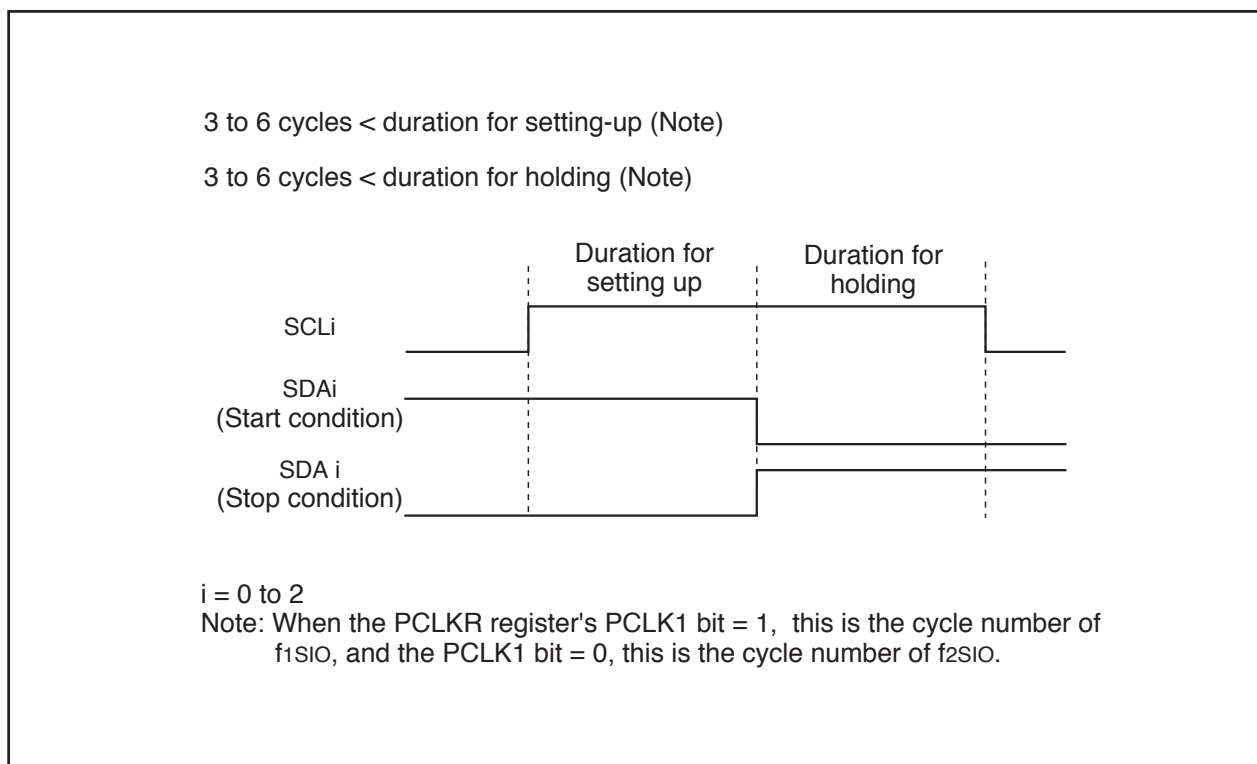 3 to 6 cycles < duration for setting-up (Note)
3 to 6 cycles < duration for holding (Note)
Duration for
setting up
Duration for
holding
SCLi
SDAi
(Start condition)
SDA i
(Stop condition)
i = 0 to 2
Note: When the PCLKR register's PCLK1 bit = 1, this is the cycle number of
f1SIO, and the PCLK1 bit = 0, this is the cycle number of f2SIO.